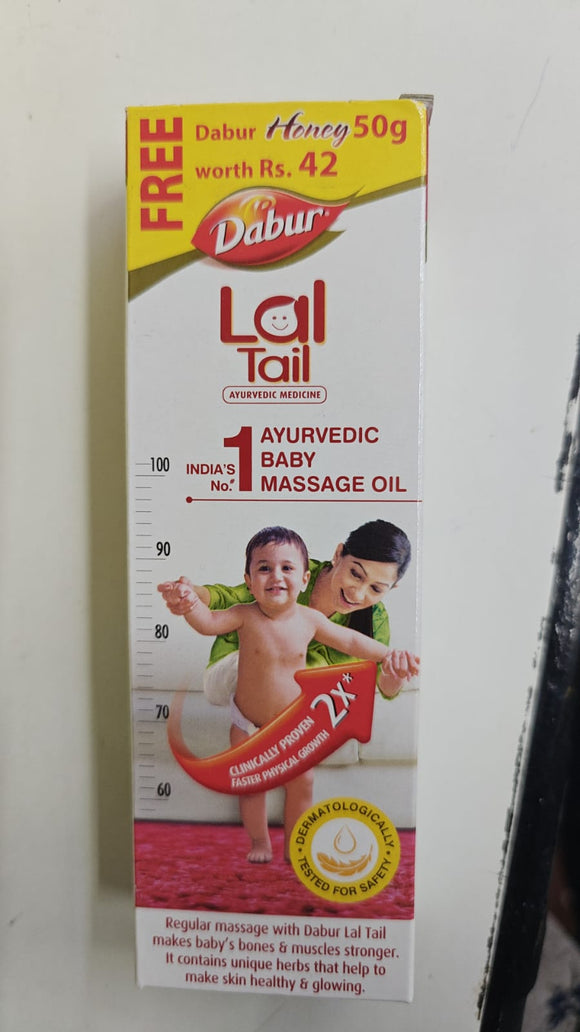 FREE
Dabur Honey 50g
worth Rs. 42
Dabur
Lal
Tail
AYURVEDIC MEDICINE
INDIA'S
No.
1
AYURVEDIC
BABY
MASSAGE OIL
100
90
80
70
60
CLINICALLY PROVEN
FASTER PHYSICAL GROWTH
2x*
DERMATOLOGICALLY
TESTED FOR SAFETY
Regular massage with Dabur Lal Tail
makes baby's bones & muscles stronger.
It contains unique herbs that help to
make skin healthy & glowing.